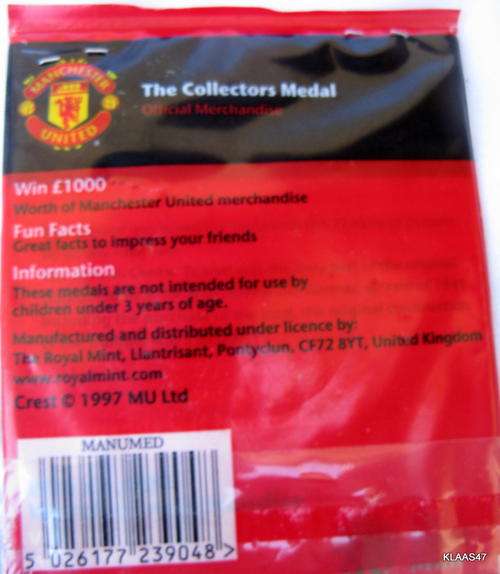 MANCHESTER
UNITED
The Collectors Medal
Official Merchandise
Win £1000
Worth of Manchester United merchandise
Fun Facts
Great facts to impress your friends
Information
These medals are not intended for use by
children under 3 years of age.
Manufactured and distributed under licence by:
The Royal Mint, Llantrisant, Pontyclun, CF72 8YT, United Kingdom
www.royalmint.com
Crest © 1997 MU Ltd
MANUMED
5 026177 239048 >
KLAAS47